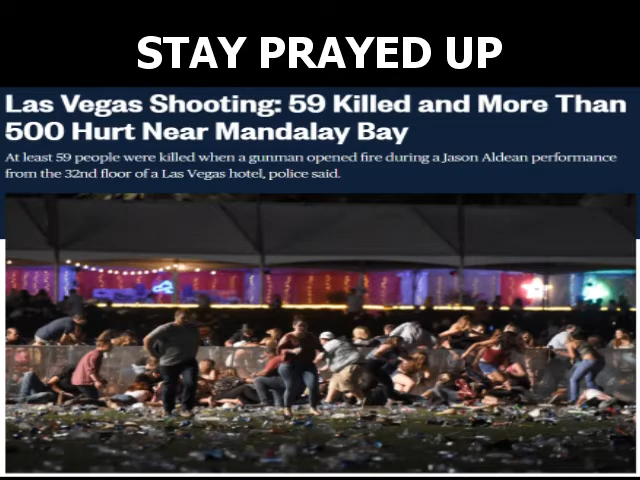 STAY PRAYED UP
Las Vegas Shooting: 59 Killed and More Than
500 Hurt Near Mandalay Bay
At least 59 people were killed when a gunman opened fire during a Jason Aldean performance
from the 32nd floor of a Las Vegas hotel, police said.